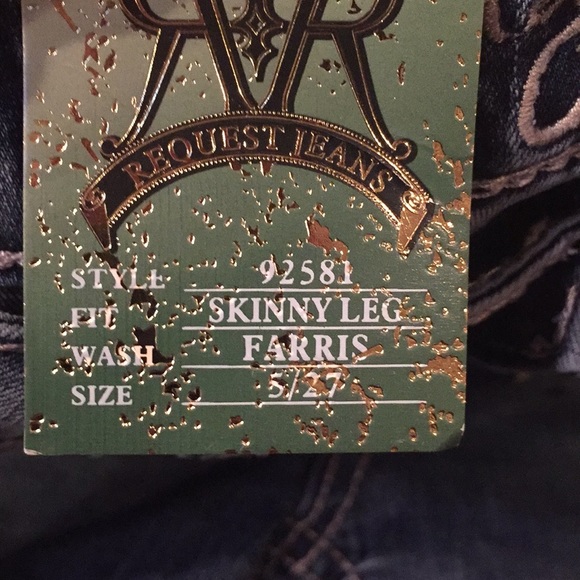 REQUEST JEANS
STYLE 92581
FIT SKINNY LEG
WASH FARRIS
SIZE 5/27